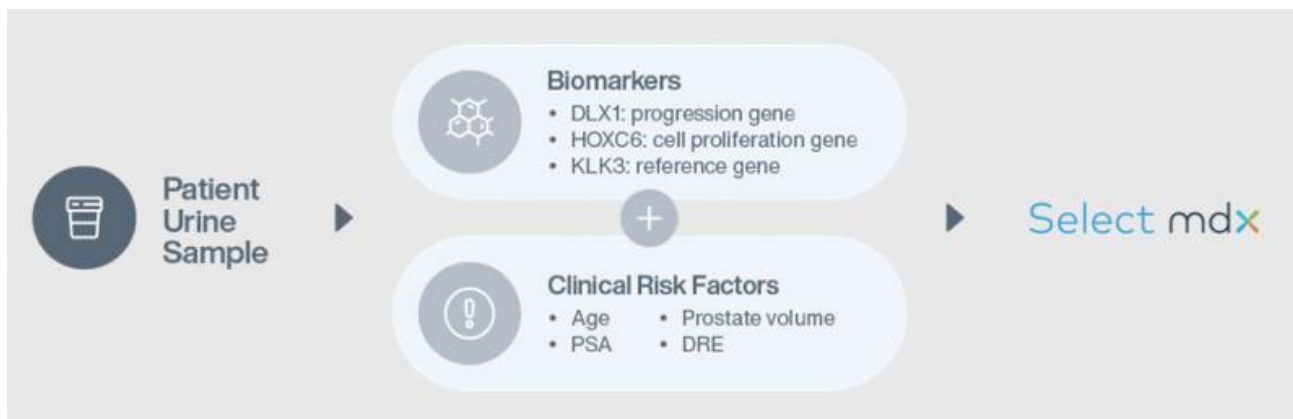 Patient
Urine
Sample
Biomarkers
• DLX1: progression gene
• HOXC6: cell proliferation gene
• KLK3: reference gene
+
Clinical Risk Factors
• Age • Prostate volume
• PSA • DRE
Select mdx